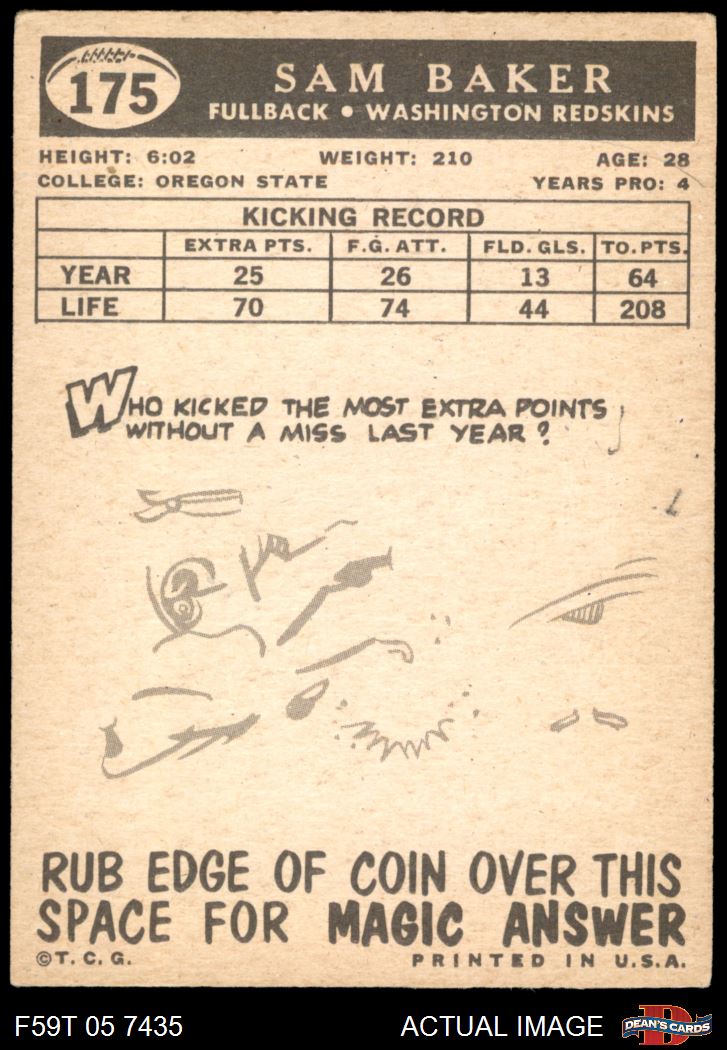 175
SAM BAKER
FULLBACK • WASHINGTON REDSKINS
HEIGHT: 6:02 WEIGHT: 210 AGE: 28
COLLEGE: OREGON STATE YEARS PRO: 4
KICKING RECORD
EXTRA PTS. F.G. ATT. FLD. GLS. TO. PTS.
YEAR 25 26 13 64
LIFE 70 74 44 208
WHO KICKED THE MOST EXTRA POINTS
WITHOUT A MISS LAST YEAR?
RUB EDGE OF COIN OVER THIS
SPACE FOR MAGIC ANSWER
©T.C.G. PRINTED IN U.S.A.
F59T 05 7435 ACTUAL IMAGE DEAN'S CARDS